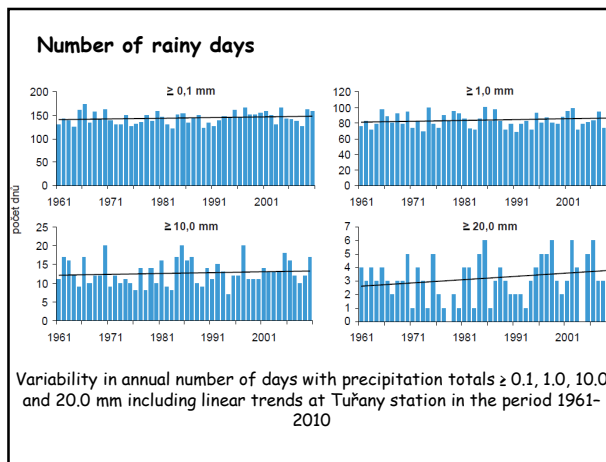 Number of rainy days
≥ 0,1 mm
200
150
100
50
0
1961 1971 1981 1991 2001
≥ 1,0 mm
120
100
80
60
40
20
0
1961 1971 1981 1991 2001
počet dnů
≥ 10,0 mm
25
20
15
10
5
0
1961 1971 1981 1991 2001
≥ 20,0 mm
7
6
5
4
3
2
1
0
1961 1971 1981 1991 2001
Variability in annual number of days with precipitation totals ≥ 0.1, 1.0, 10.0
and 20.0 mm including linear trends at Tuřany station in the period 1961–
2010